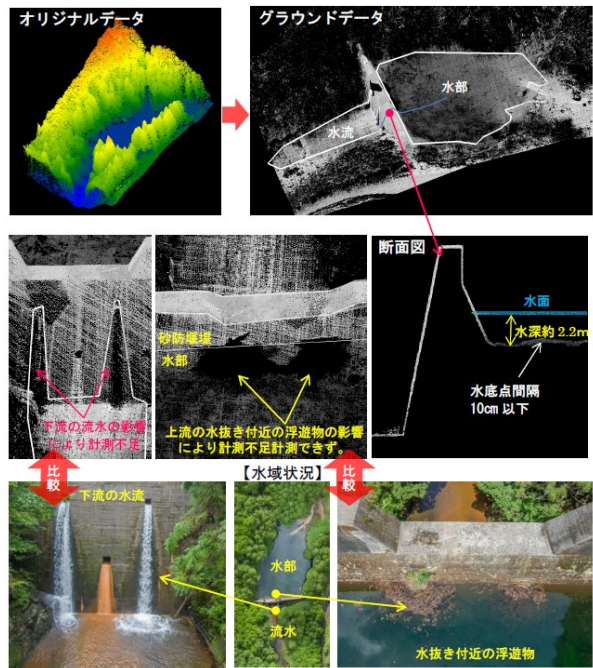 オリジナルデータ
グラウンドデータ
水部
水流
断面図
水面
水深約 2.2m
水底点間隔
10cm 以下
砂防堰堤
水部
下流の流水の影響
により計測不足
上流の水抜き付近の浮遊物の影響
により計測不足計測できず。
【水域状況】
比較
比較
下流の水流
水部
流水
水抜き付近の浮遊物